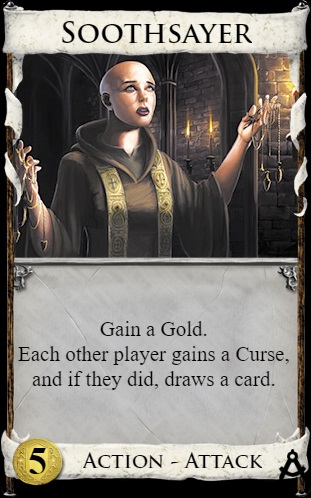 SOOTHSAYER
Gain a Gold.
Each other player gains a Curse,
and if they did, draws a card.
5
ACTION – ATTACK